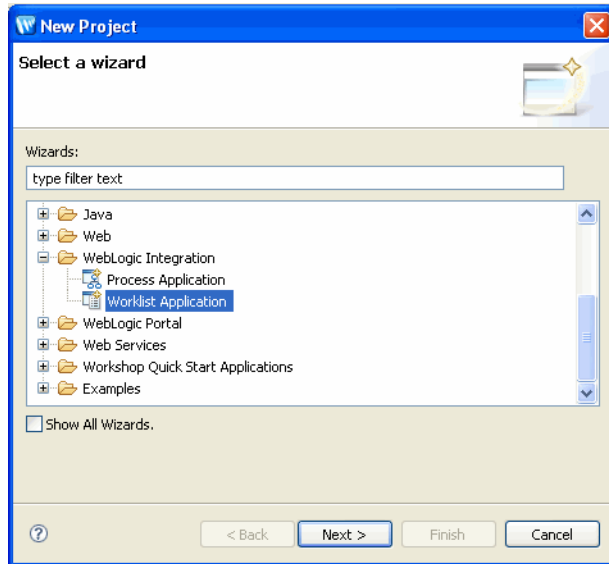 New Project
Select a wizard
Wizards:
type filter text
Java
Web
WebLogic Integration
Process Application
Worklist Application
WebLogic Portal
Web Services
Workshop Quick Start Applications
Examples
Show All Wizards.
? < Back Next > Finish Cancel